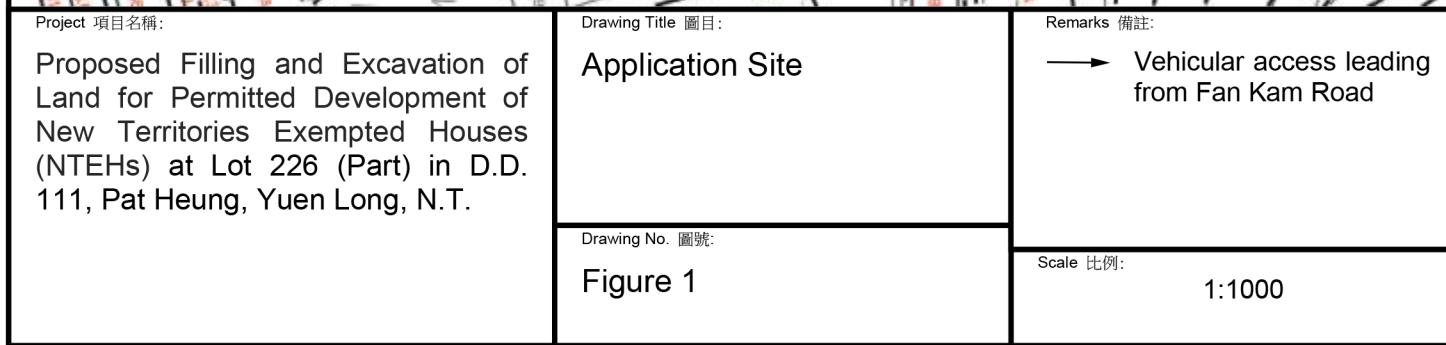 Project 項目名稱:
Proposed Filling and Excavation of
Land for Permitted Development of
New Territories Exempted Houses
(NTEHs) at Lot 226 (Part) in D.D.
111, Pat Heung, Yuen Long, N.T.
Drawing Title 圖目:
Application Site
Drawing No. 圖號:
Figure 1
Remarks 備註:
Vehicular access leading
from Fan Kam Road
Scale 比例:
1:1000